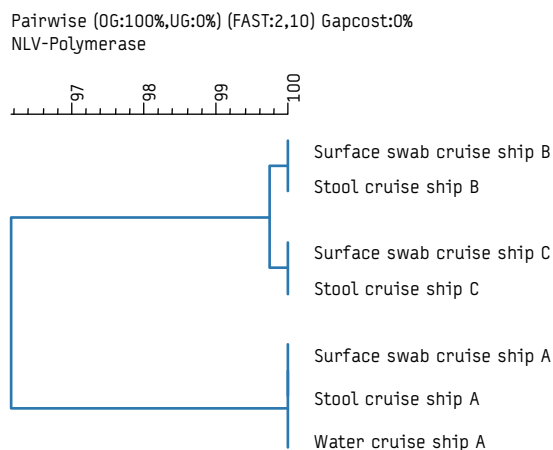 Pairwise (OG:100%,UG:0%) (FAST:2,10) Gapcost:0%
NLV-Polymerase
97 98 99 100
Surface swab cruise ship B
Stool cruise ship B
Surface swab cruise ship C
Stool cruise ship C
Surface swab cruise ship A
Stool cruise ship A
Water cruise ship A